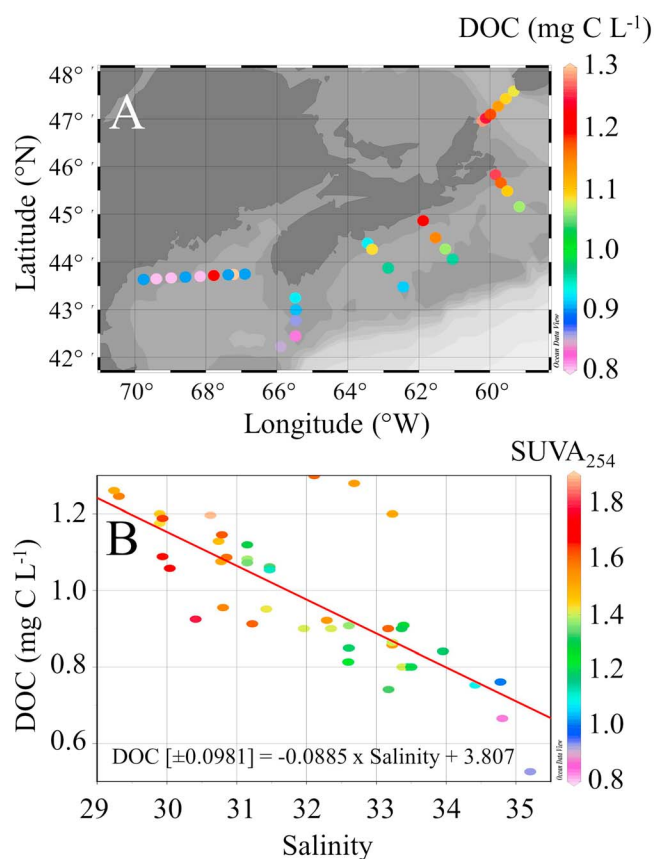 DOC (mg C L⁻¹)
48° ′
47° ′
46° ′
45° ′
44° ′
43° ′
42° ′
A
Latitude (°N)
70° 68° 66° 64° 62° 60°
Longitude (°W)
Ocean Data View
1.3
1.2
1.1
1.0
0.9
0.8
SUVA₂₅₄
1.2
1.0
0.8
0.6
B
DOC (mg C L⁻¹)
DOC [±0.0981] = -0.0885 x Salinity + 3.807
29 30 31 32 33 34 35
Salinity
Ocean Data View
1.8
1.6
1.4
1.2
1.0
0.8